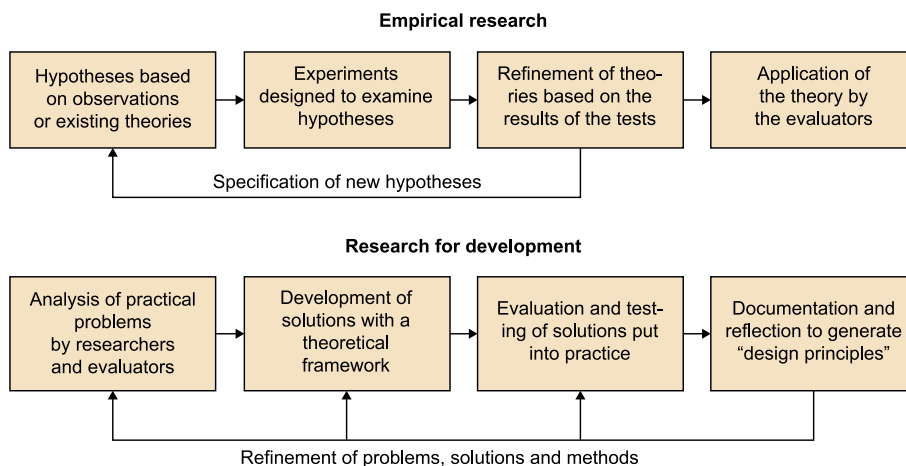 Empirical research
Hypotheses based
on observations
or existing theories
Experiments
designed to examine
hypotheses
Refinement of theo-
ries based on the
results of the tests
Application of
the theory by
the evaluators
Specification of new hypotheses
Research for development
Analysis of practical
problems
by researchers
and evaluators
Development of
solutions with a
theoretical
framework
Evaluation and test-
ing of solutions put
into practice
Documentation and
reflection to generate
“design principles”
Refinement of problems, solutions and methods